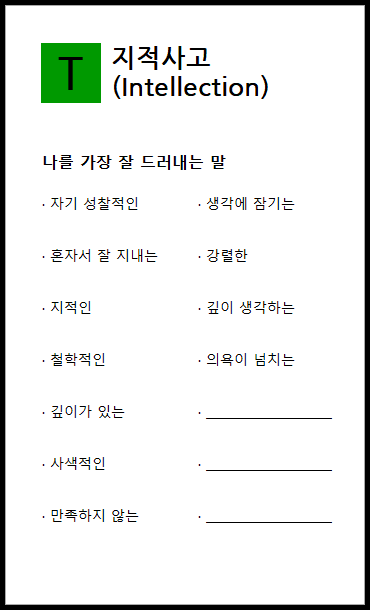 T
지적사고
(Intellection)
나를 가장 잘 드러내는 말
· 자기 성찰적인
· 생각에 잠기는
· 혼자서 잘 지내는
· 강렬한
· 지적인
· 깊이 생각하는
· 철학적인
· 의욕이 넘치는
· 깊이가 있는
· 사색적인
· 만족하지 않는